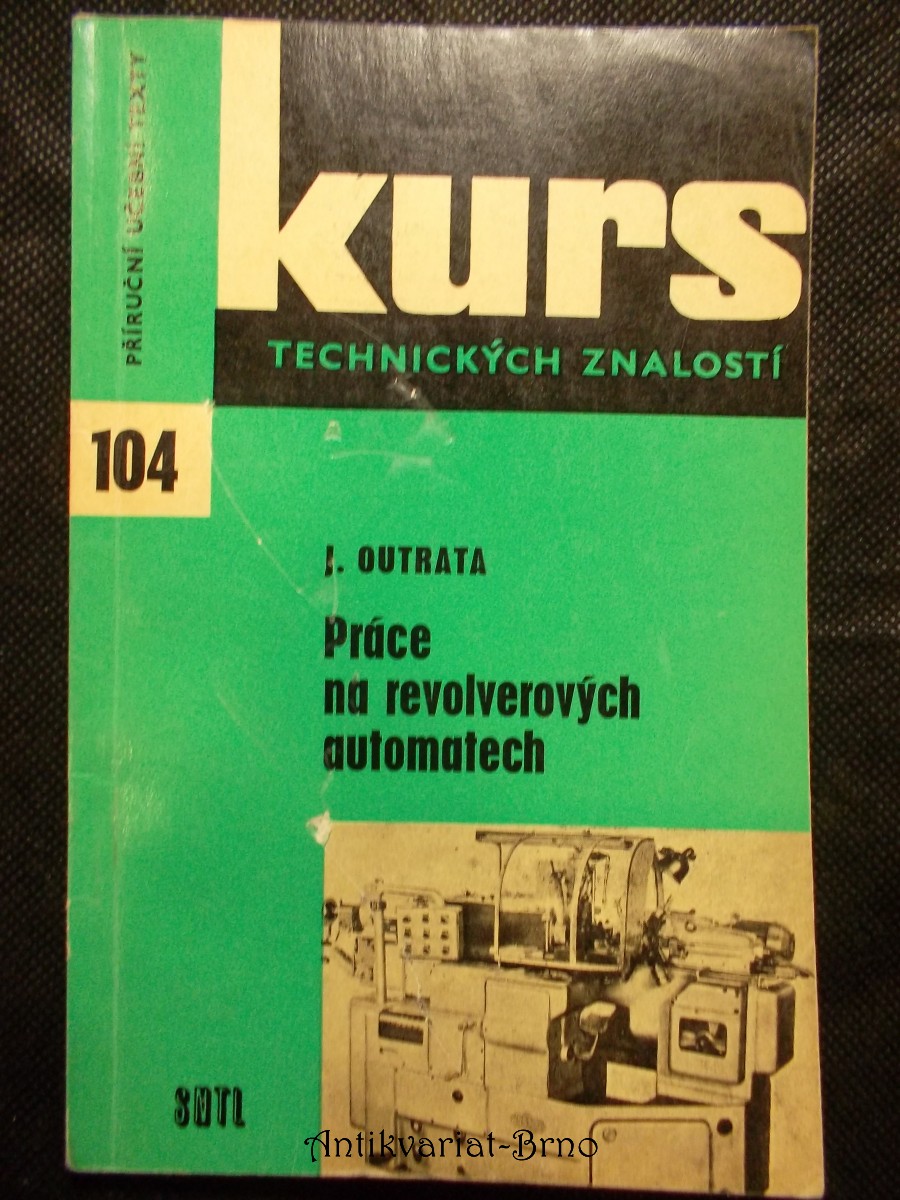 PŘÍRUČNÍ UČEBNÍ TEXTY
kurs
TECHNICKÝCH ZNALOSTÍ
104
J. OUTRATA
Práce
na revolverových
automatech
SNTL
Antikvariat-Brno